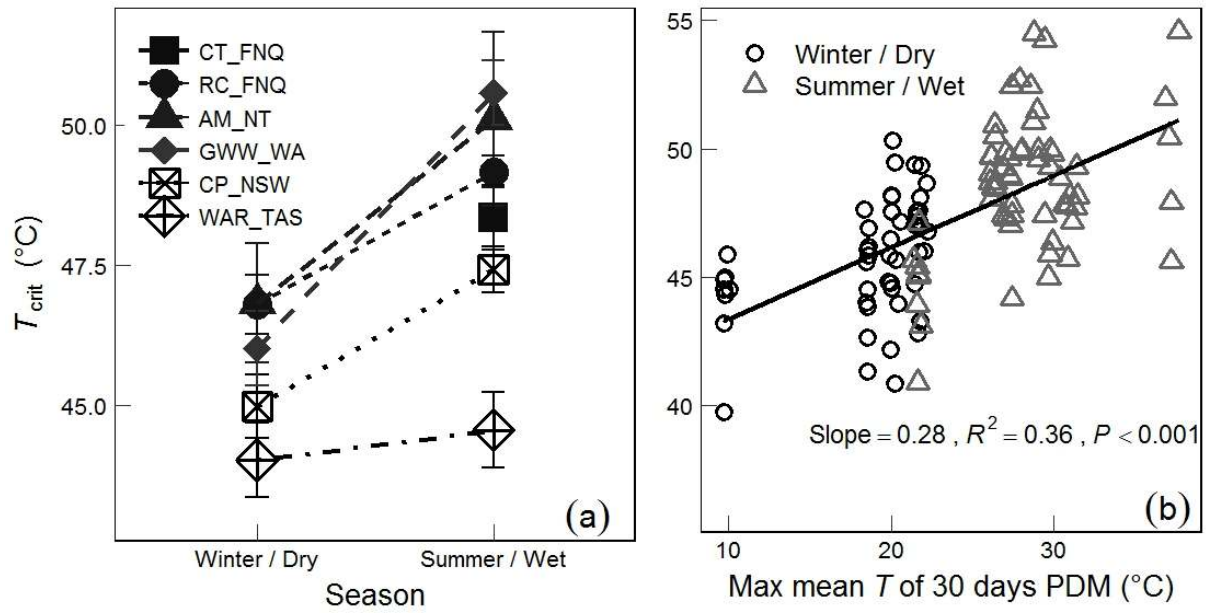 CT_FNQ
RC_FNQ
AM_NT
GWW_WA
CP_NSW
WAR_TAS
50.0
47.5
45.0
T_crit (°C)
(a)
Winter / Dry
Summer / Wet
Season
Winter / Dry
Summer / Wet
55
50
45
40
Slope = 0.28 , R² = 0.36 , P < 0.001
(b)
10
20
30
Max mean T of 30 days PDM (°C)